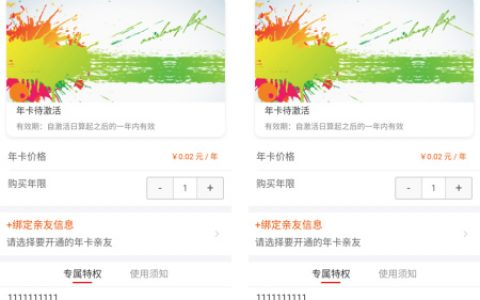 年卡待激活
有效期：自激活日算起之后的一年内有效
年卡价格 ￥0.02 元 / 年
购买年限 - 1 +
+绑定亲友信息
请选择要开通的年卡亲友
专属特权 使用须知
1111111111
年卡待激活
有效期：自激活日算起之后的一年内有效
年卡价格 ￥0.02 元 / 年
购买年限 - 1 +
+绑定亲友信息
请选择要开通的年卡亲友
专属特权 使用须知
1111111111